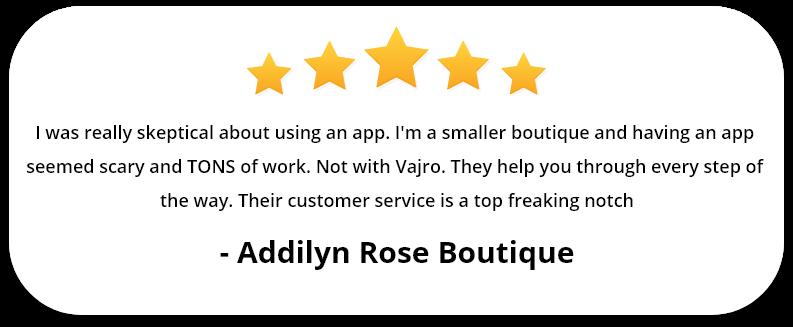 I was really skeptical about using an app. I'm a smaller boutique and having an app
seemed scary and TONS of work. Not with Vajro. They help you through every step of
the way. Their customer service is a top freaking notch
- Addilyn Rose Boutique